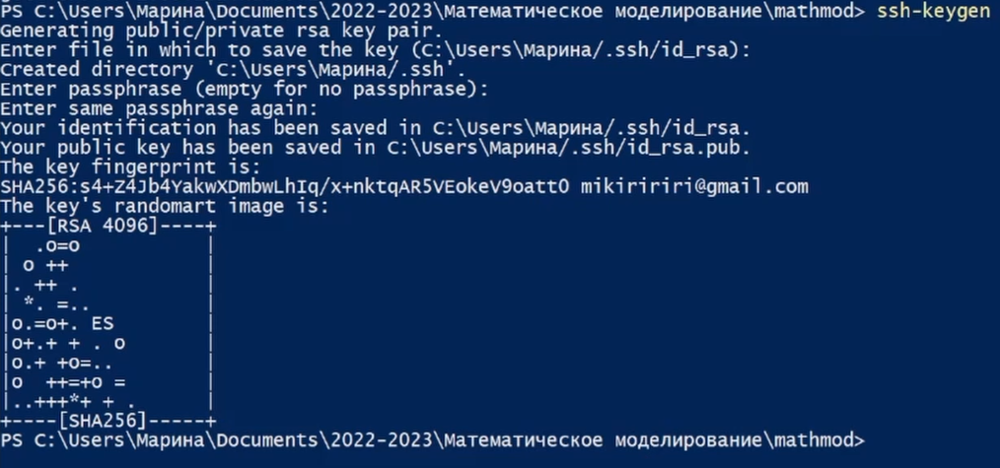 PS C:\Users\Марина\Documents\2022-2023\Математическое моделирование\mathmod> ssh-keygen
Generating public/private rsa key pair.
Enter file in which to save the key (C:\Users\Марина/.ssh/id_rsa):
Created directory 'C:\Users\Марина/.ssh'.
Enter passphrase (empty for no passphrase):
Enter same passphrase again:
Your identification has been saved in C:\Users\Марина/.ssh/id_rsa.
Your public key has been saved in C:\Users\Марина/.ssh/id_rsa.pub.
The key fingerprint is:
SHA256:s4+Z4Jb4YakwXDmbwLhIq/x+nktqAR5VEokeV9oatt0 mikiriririri@gmail.com
The key's randomart image is:
+---[RSA 4096]----+
|  .o=o           |
| o ++            |
|. ++ .           |
| *. =..          |
|o.=o+. ES        |
|o+.+ + . o       |
|o.+ +o=..        |
|o  ++=+o =       |
|..+++*+ + .      |
+----[SHA256]-----+
PS C:\Users\Марина\Documents\2022-2023\Математическое моделирование\mathmod>